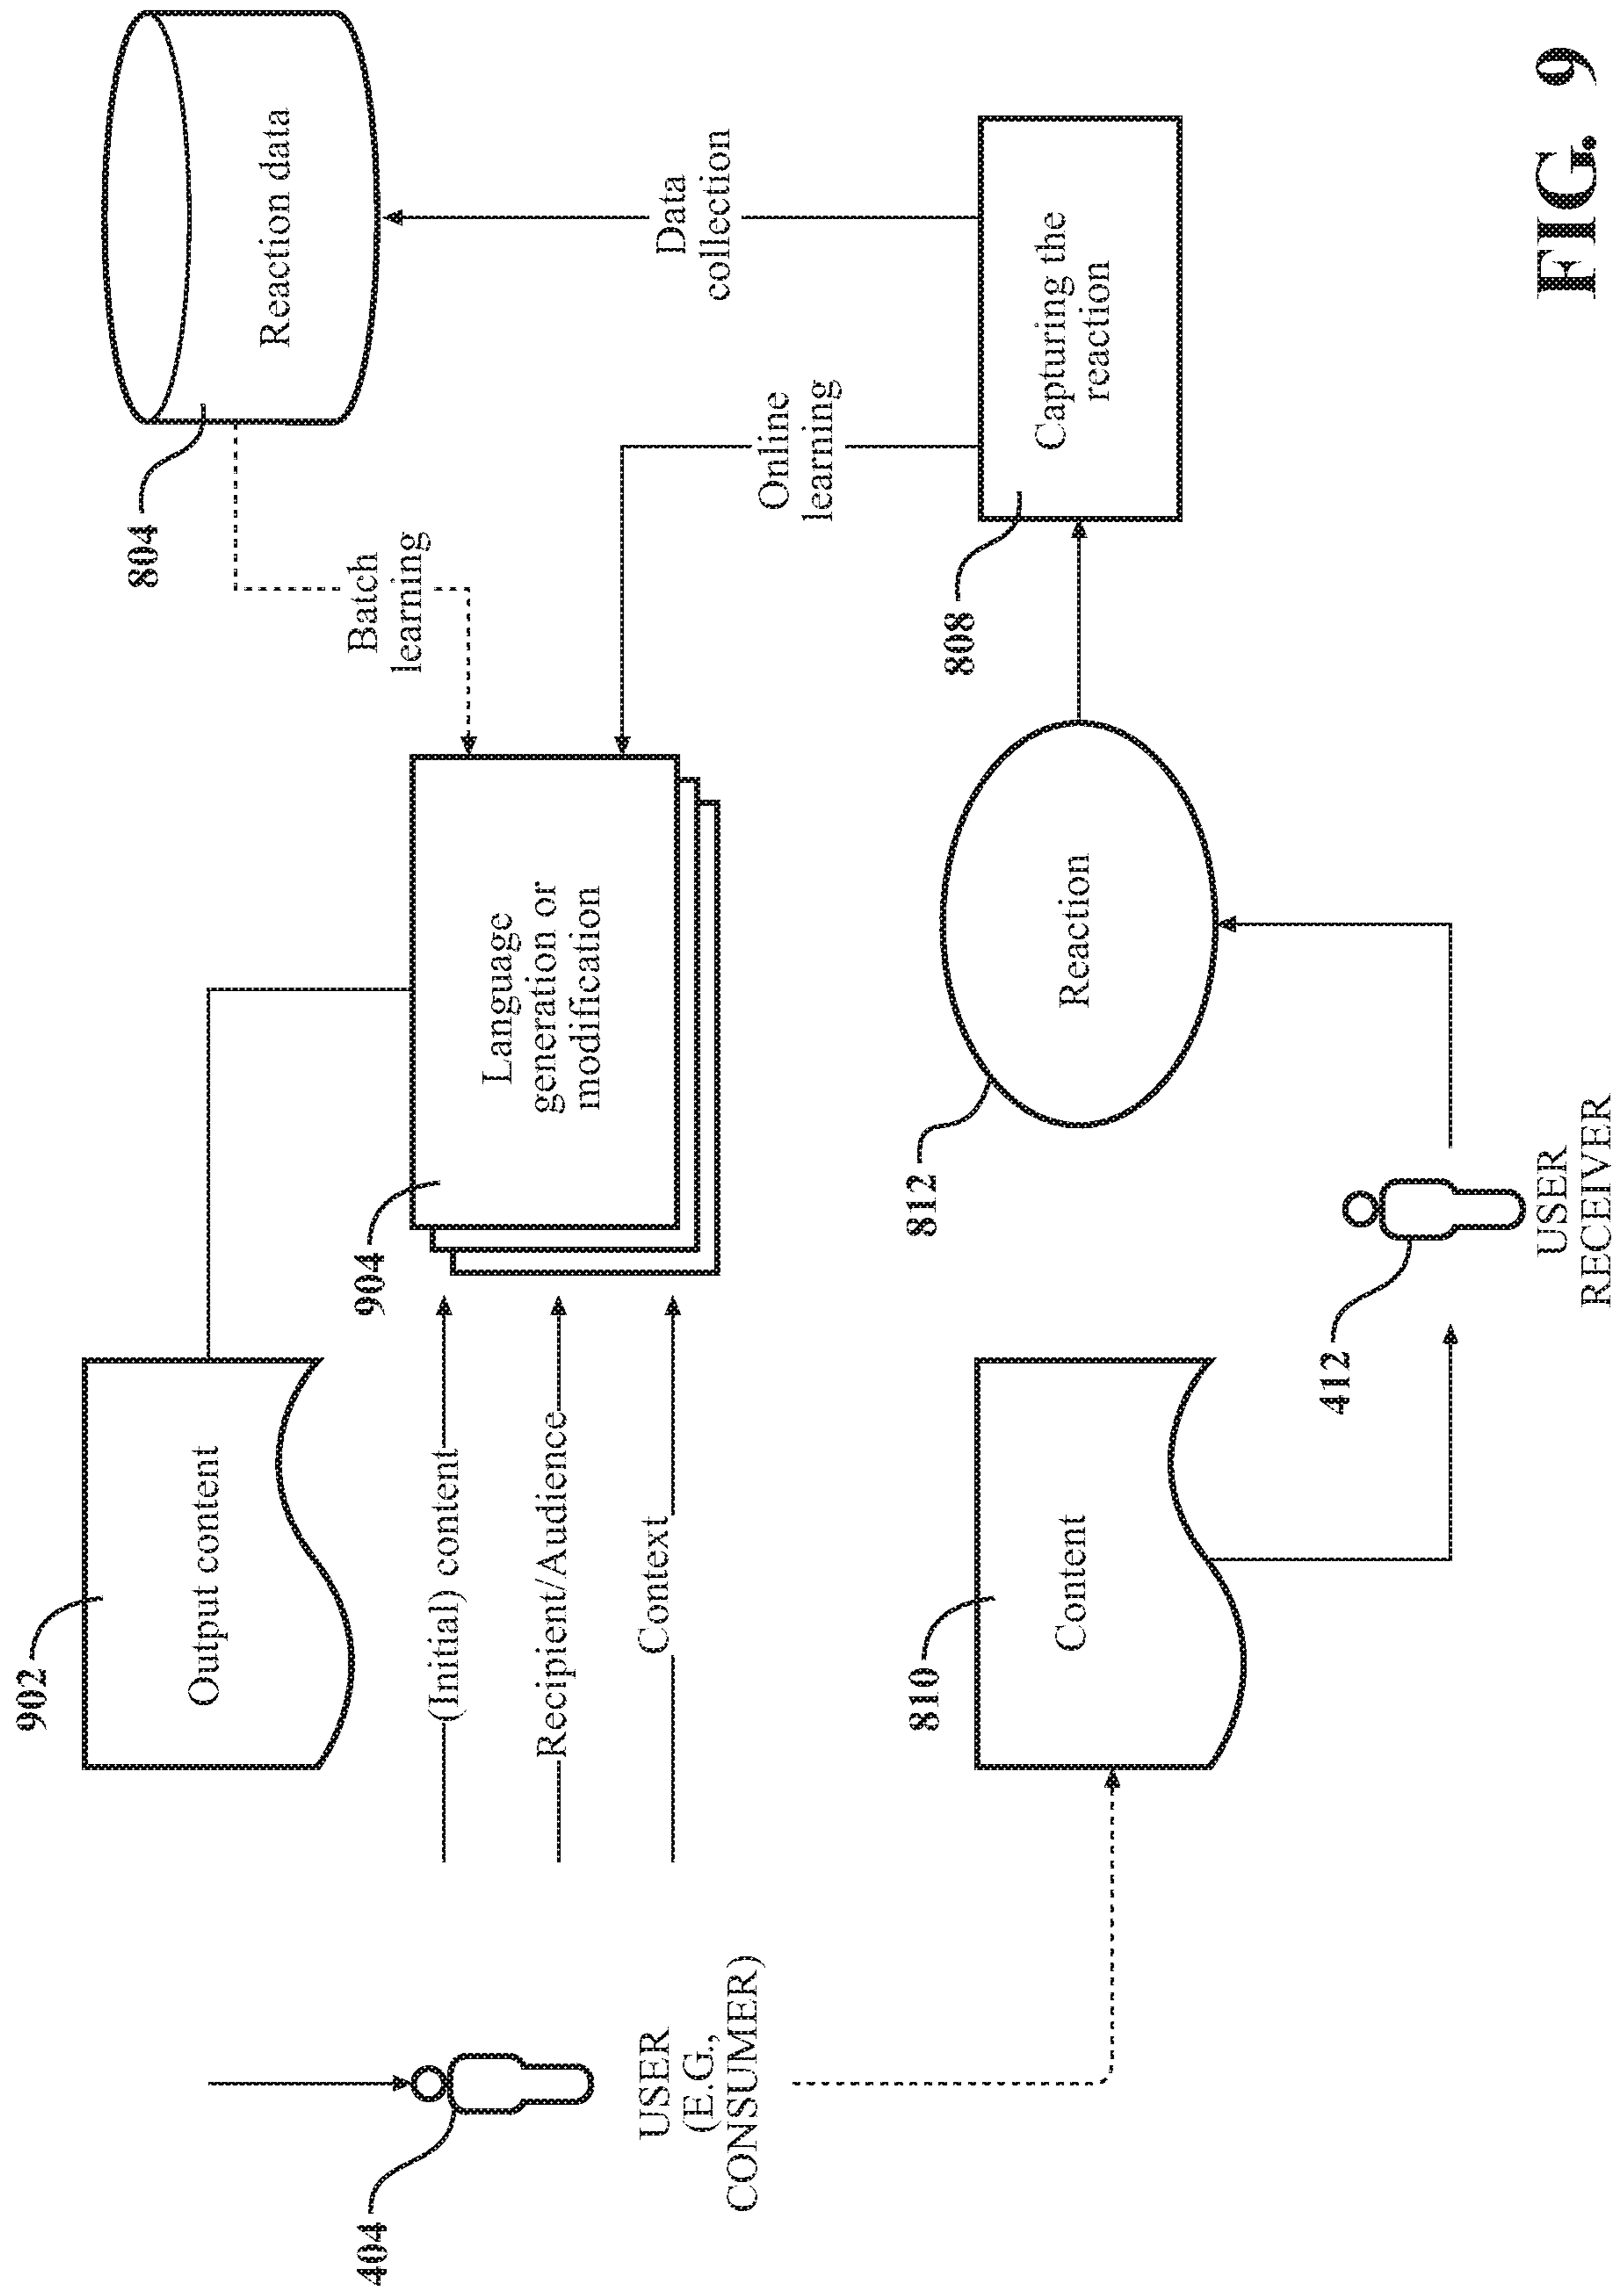 902
Output content
804
Reaction data
404
USER
(E.G.,
CONSUMER)
(Initial) content
Recipient/Audience
Context
904
Language
generation or
modification
Batch
learning
Online
learning
Data
collection
810
Content
812
Reaction
808
Capturing the
reaction
412
USER
RECEIVER
FIG. 9